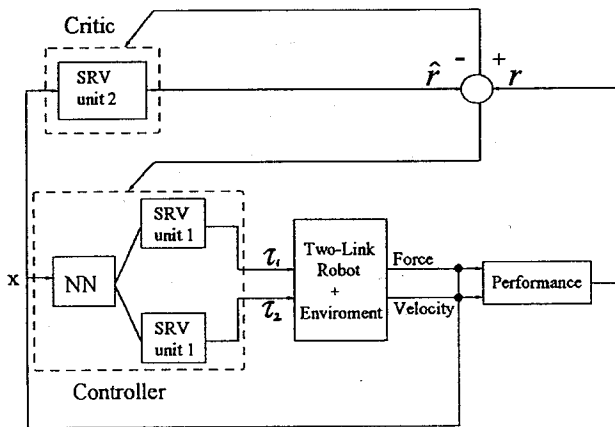 Critic
SRV
unit 2
r̂
-
+
r
SRV
unit 1
x
NN
τ₁
τ₂
Two-Link
Robot
+
Enviroment
Force
Velocity
Performance
SRV
unit 1
Controller